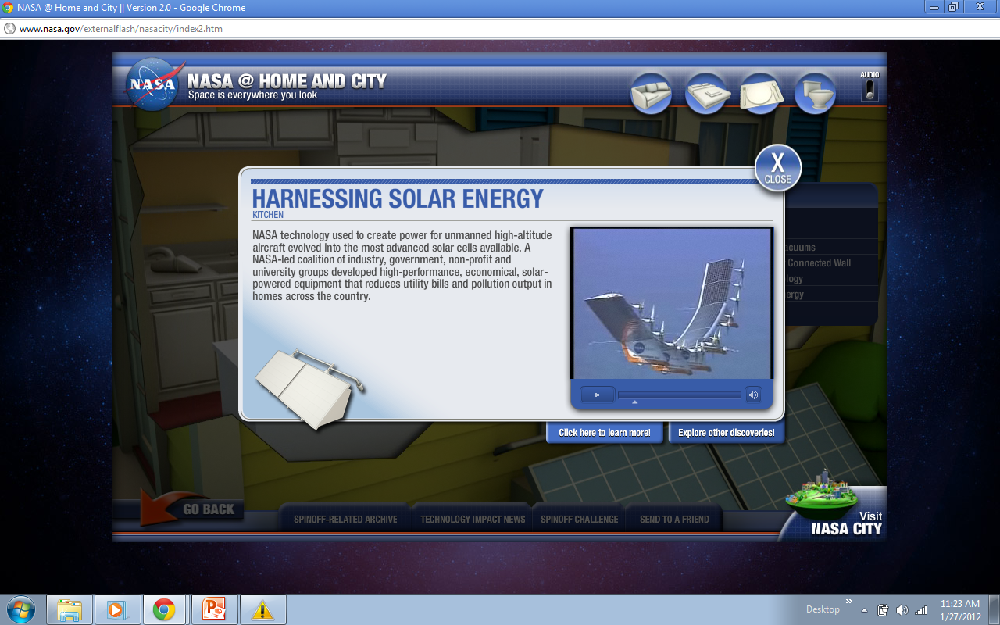 NASA @ Home and City || Version 2.0 - Google Chrome
www.nasa.gov/externalflash/nasacity/index2.htm
NASA
NASA @ HOME AND CITY
Space is everywhere you look
AUDIO
X
CLOSE
HARNESSING SOLAR ENERGY
KITCHEN
NASA technology used to create power for unmanned high-altitude
aircraft evolved into the most advanced solar cells available. A
NASA-led coalition of industry, government, non-profit and
university groups developed high-performance, economical, solar-
powered equipment that reduces utility bills and pollution output in
homes across the country.
acuums
Connected Wall
logy
ergy
Click here to learn more!
Explore other discoveries!
GO BACK
SPINOFF-RELATED ARCHIVE
TECHNOLOGY IMPACT NEWS
SPINOFF CHALLENGE
SEND TO A FRIEND
Visit
NASA CITY
Desktop
11:23 AM
1/27/2012